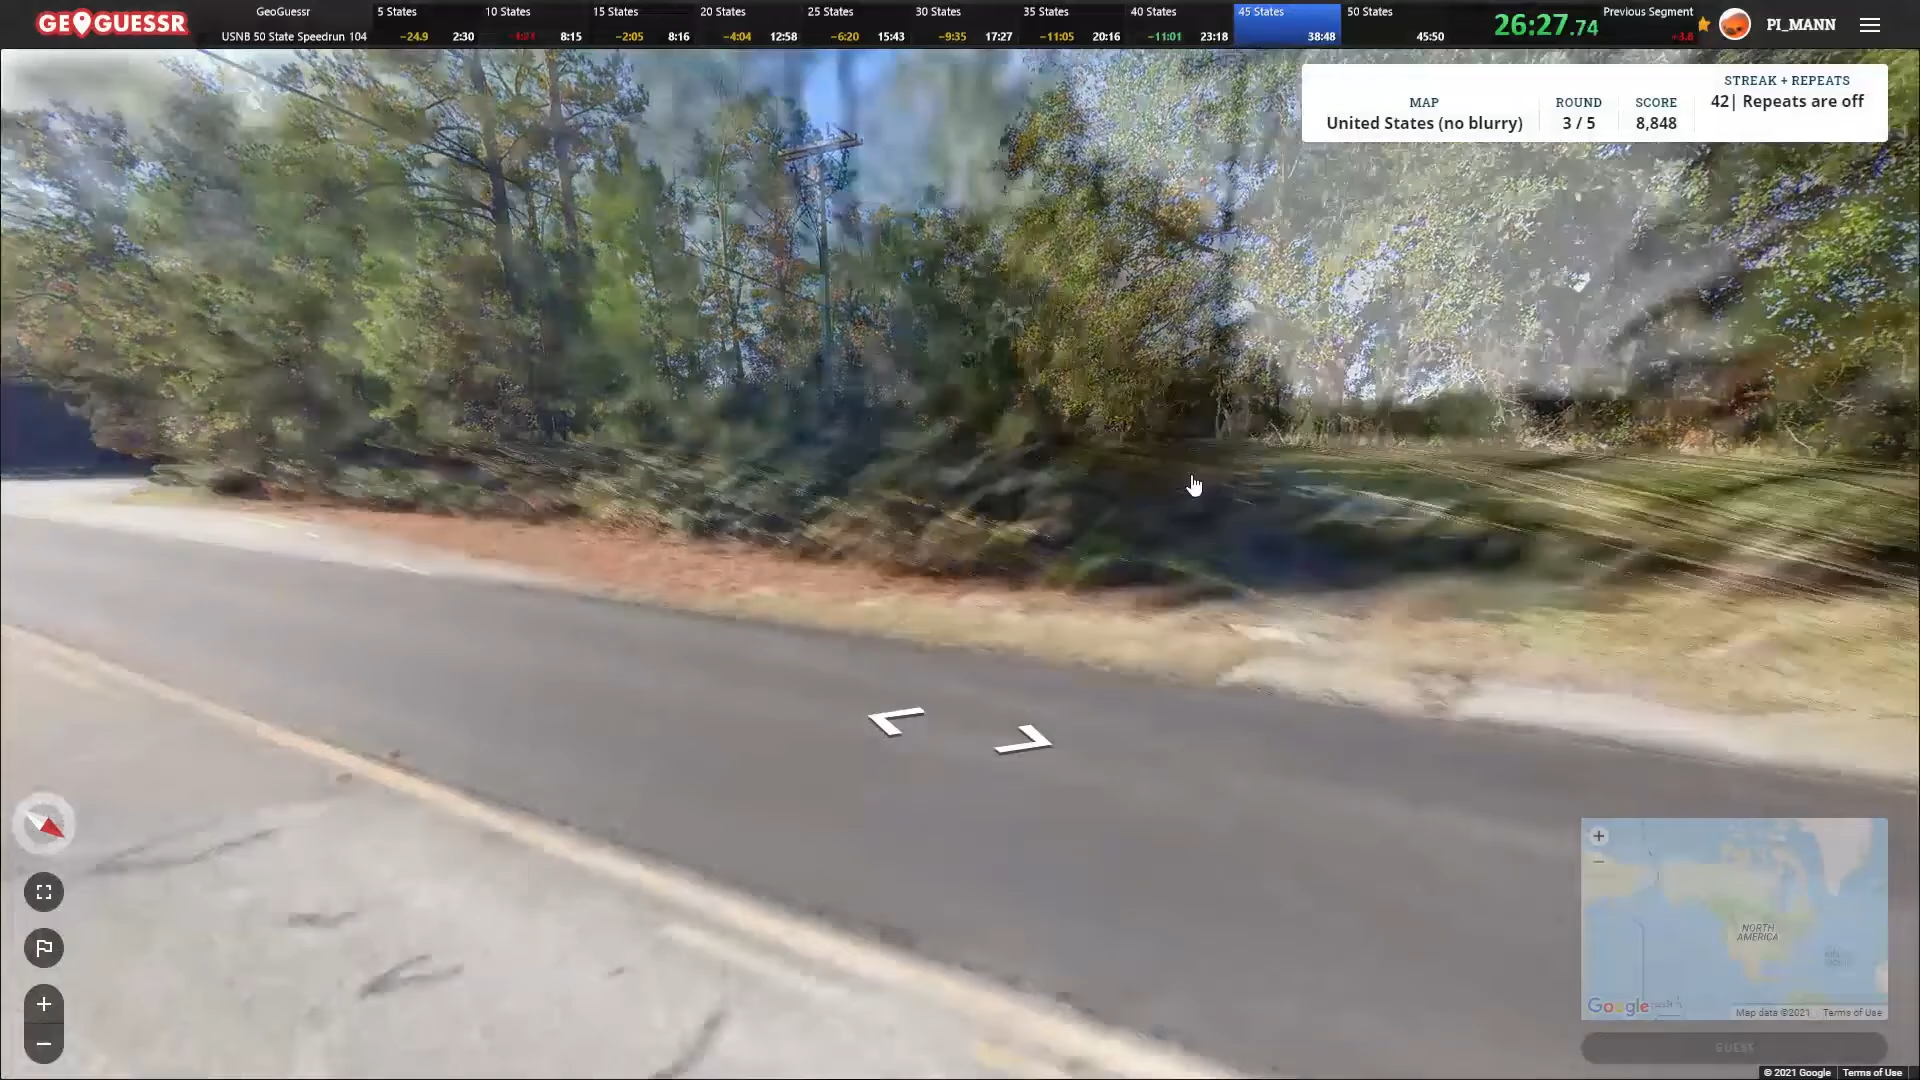 GEOGUESSR
GeoGuessr
USNB 50 State Speedrun 104
5 States
−24.9 2:30
10 States
8:15
15 States
−2:05 8:16
20 States
−4:04 12:58
25 States
−6:20 15:43
30 States
−9:35 17:27
35 States
−11:05 20:16
40 States
−11:01 23:18
45 States
38:48
50 States
45:50
26:27.74
Previous Segment
+3.8
PI_MANN
MAP
United States (no blurry)
ROUND
3 / 5
SCORE
8,848
STREAK + REPEATS
42| Repeats are off
+
−
NORTH
AMERICA
Google
Map data ©2021
Terms of Use
GUESS
+
−
© 2021 Google
Terms of Use